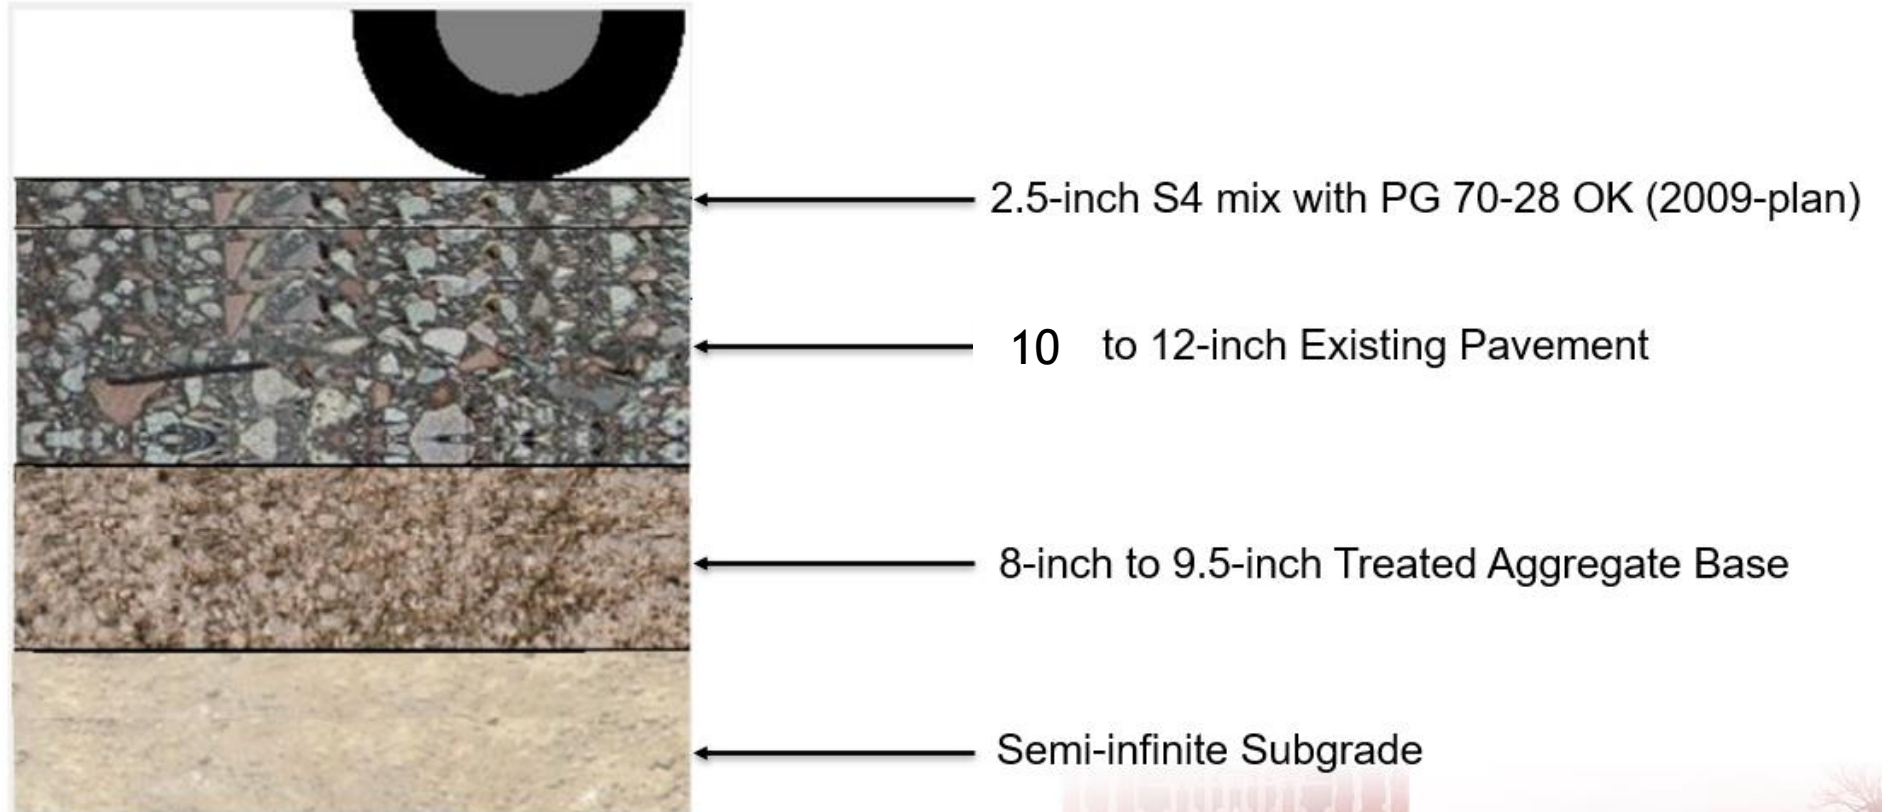 2.5-inch S4 mix with PG 70-28 OK (2009-plan)
10 to 12-inch Existing Pavement
8-inch to 9.5-inch Treated Aggregate Base
Semi-infinite Subgrade